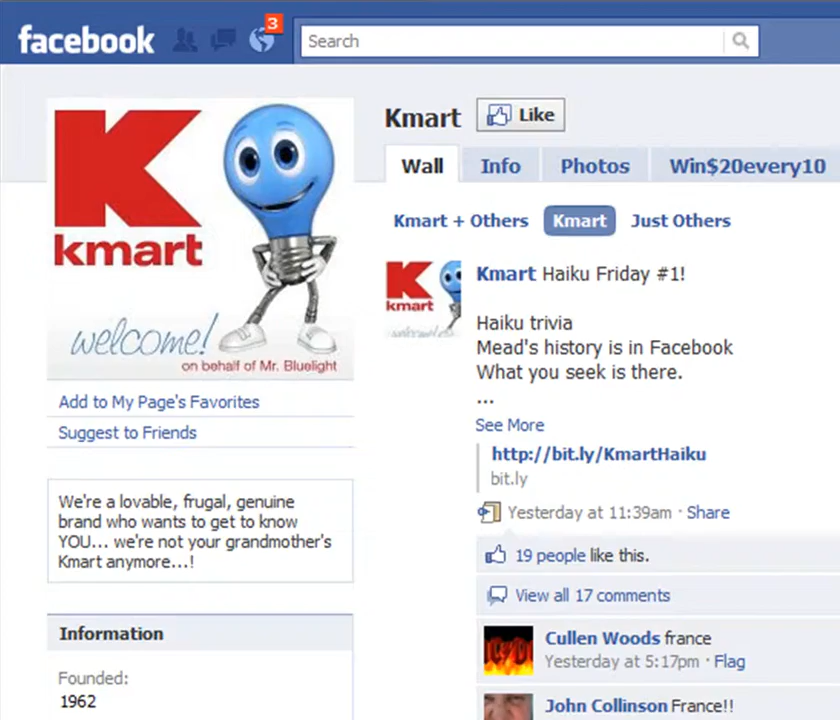 facebook
3
Search
K
kmart
welcome!
on behalf of Mr. Bluelight
Add to My Page's Favorites
Suggest to Friends
We're a lovable, frugal, genuine
brand who wants to get to know
YOU... we're not your grandmother's
Kmart anymore...!
Information
Founded:
1962
Kmart Like
Wall Info Photos Win$20every10
Kmart + Others Kmart Just Others
K
kmart
welco
Kmart Haiku Friday #1!
Haiku trivia
Mead's history is in Facebook
What you seek is there.
...
See More
http://bit.ly/KmartHaiku
bit.ly
Yesterday at 11:39am · Share
19 people like this.
View all 17 comments
Cullen Woods france
Yesterday at 5:17pm · Flag
John Collinson France!!